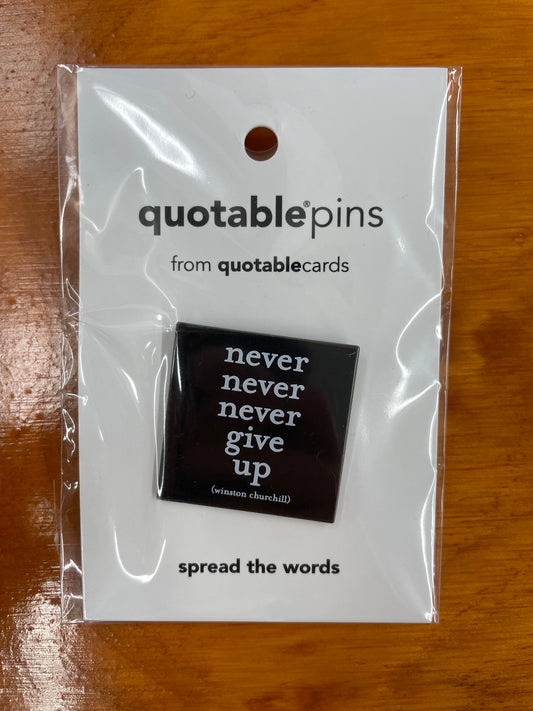 quotable®pins
from quotablecards
never
never
never
give
up
(winston churchill)
spread the words